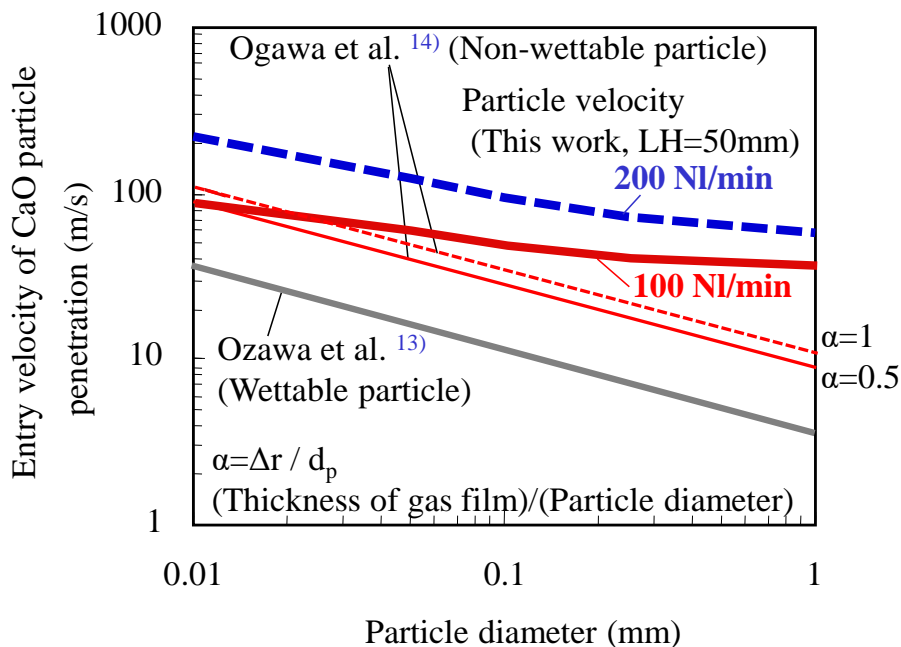 Entry velocity of CaO particle
penetration (m/s)
1000
100
10
1
Ogawa et al. 14) (Non-wettable particle)
Particle velocity
(This work, LH=50mm)
200 Nl/min
100 Nl/min
α=1
α=0.5
Ozawa et al. 13)
(Wettable particle)
α=Δr / dp
(Thickness of gas film)/(Particle diameter)
0.01 0.1 1
Particle diameter (mm)